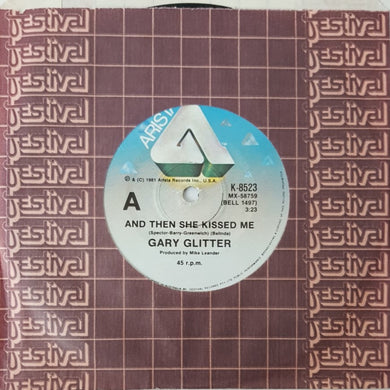 festival festival festival festival
ARISTA
℗ & (C) 1981 Arista Records Inc., U.S.A.
A
K-8523
MX-58759
(BELL 1497)
3:23
AND THEN SHE KISSED ME
(Spector-Barry-Greenwich) (Belinda)
GARY GLITTER
Produced by Mike Leander
45 r.p.m.
festival festival festival festival